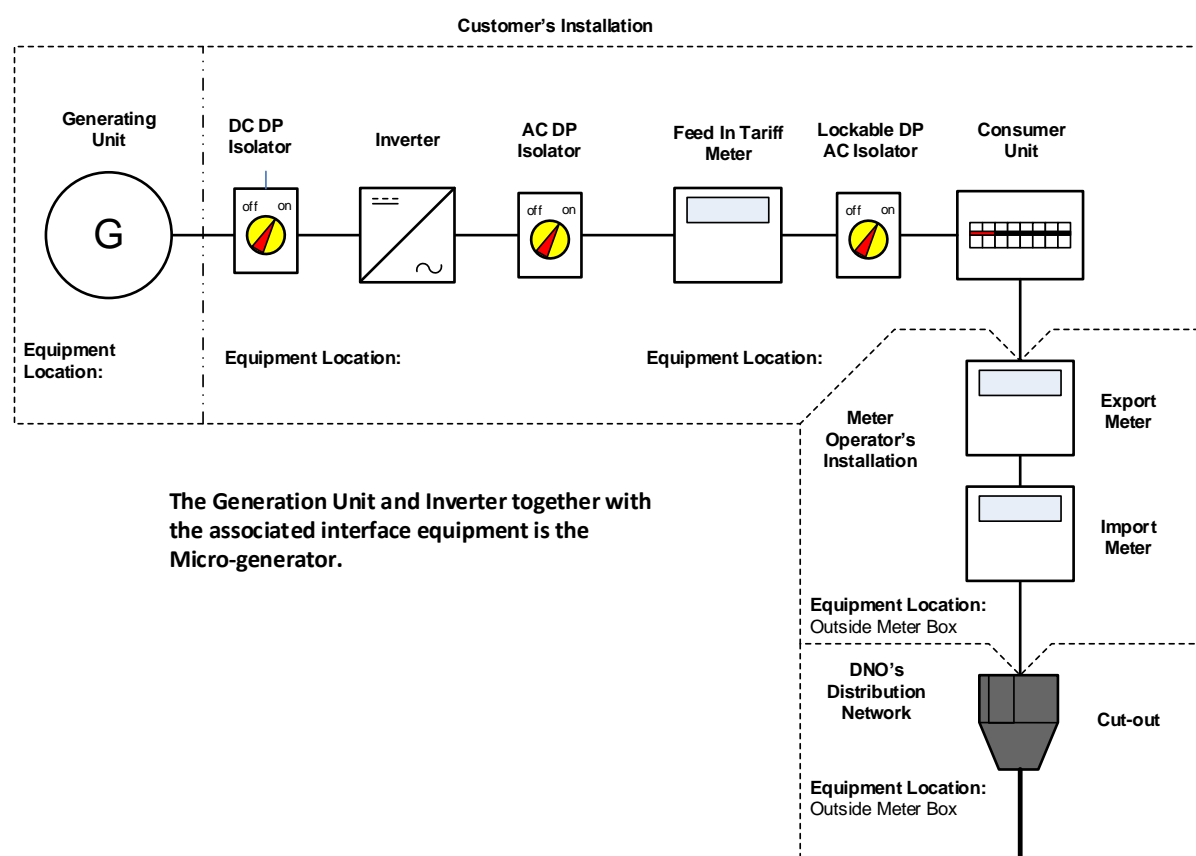 Customer's Installation
Generating
Unit
DC DP
Isolator
Inverter
AC DP
Isolator
Feed In Tariff
Meter
Lockable DP
AC Isolator
Consumer
Unit
G
off on
off on
off on
Equipment
Location:
Equipment Location:
Equipment Location:
Meter
Operator's
Installation
Export
Meter
Import
Meter
The Generation Unit and Inverter together with
the associated interface equipment is the
Micro-generator.
Equipment Location:
Outside Meter Box
DNO's
Distribution
Network
Cut-out
Equipment Location:
Outside Meter Box